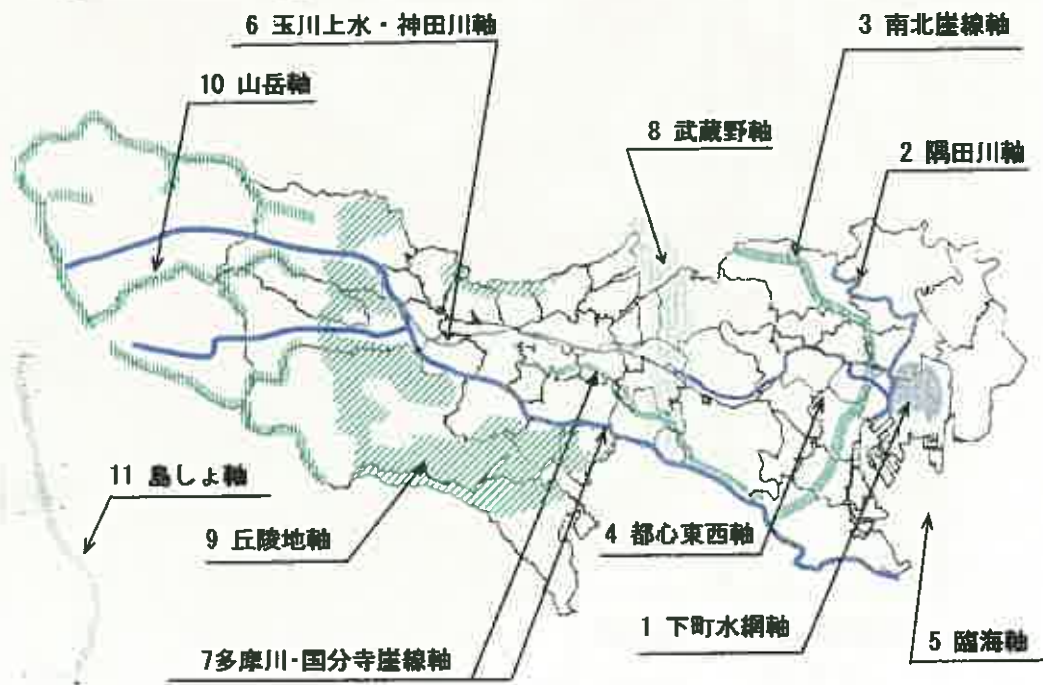 6 玉川上水・神田川軸
3 南北崖線軸
10 山岳軸
8 武蔵野軸
2 隅田川軸
11 島しょ軸
9 丘陵地軸
4 都心東西軸
1 下町水網軸
5 臨海軸
7多摩川・国分寺崖線軸